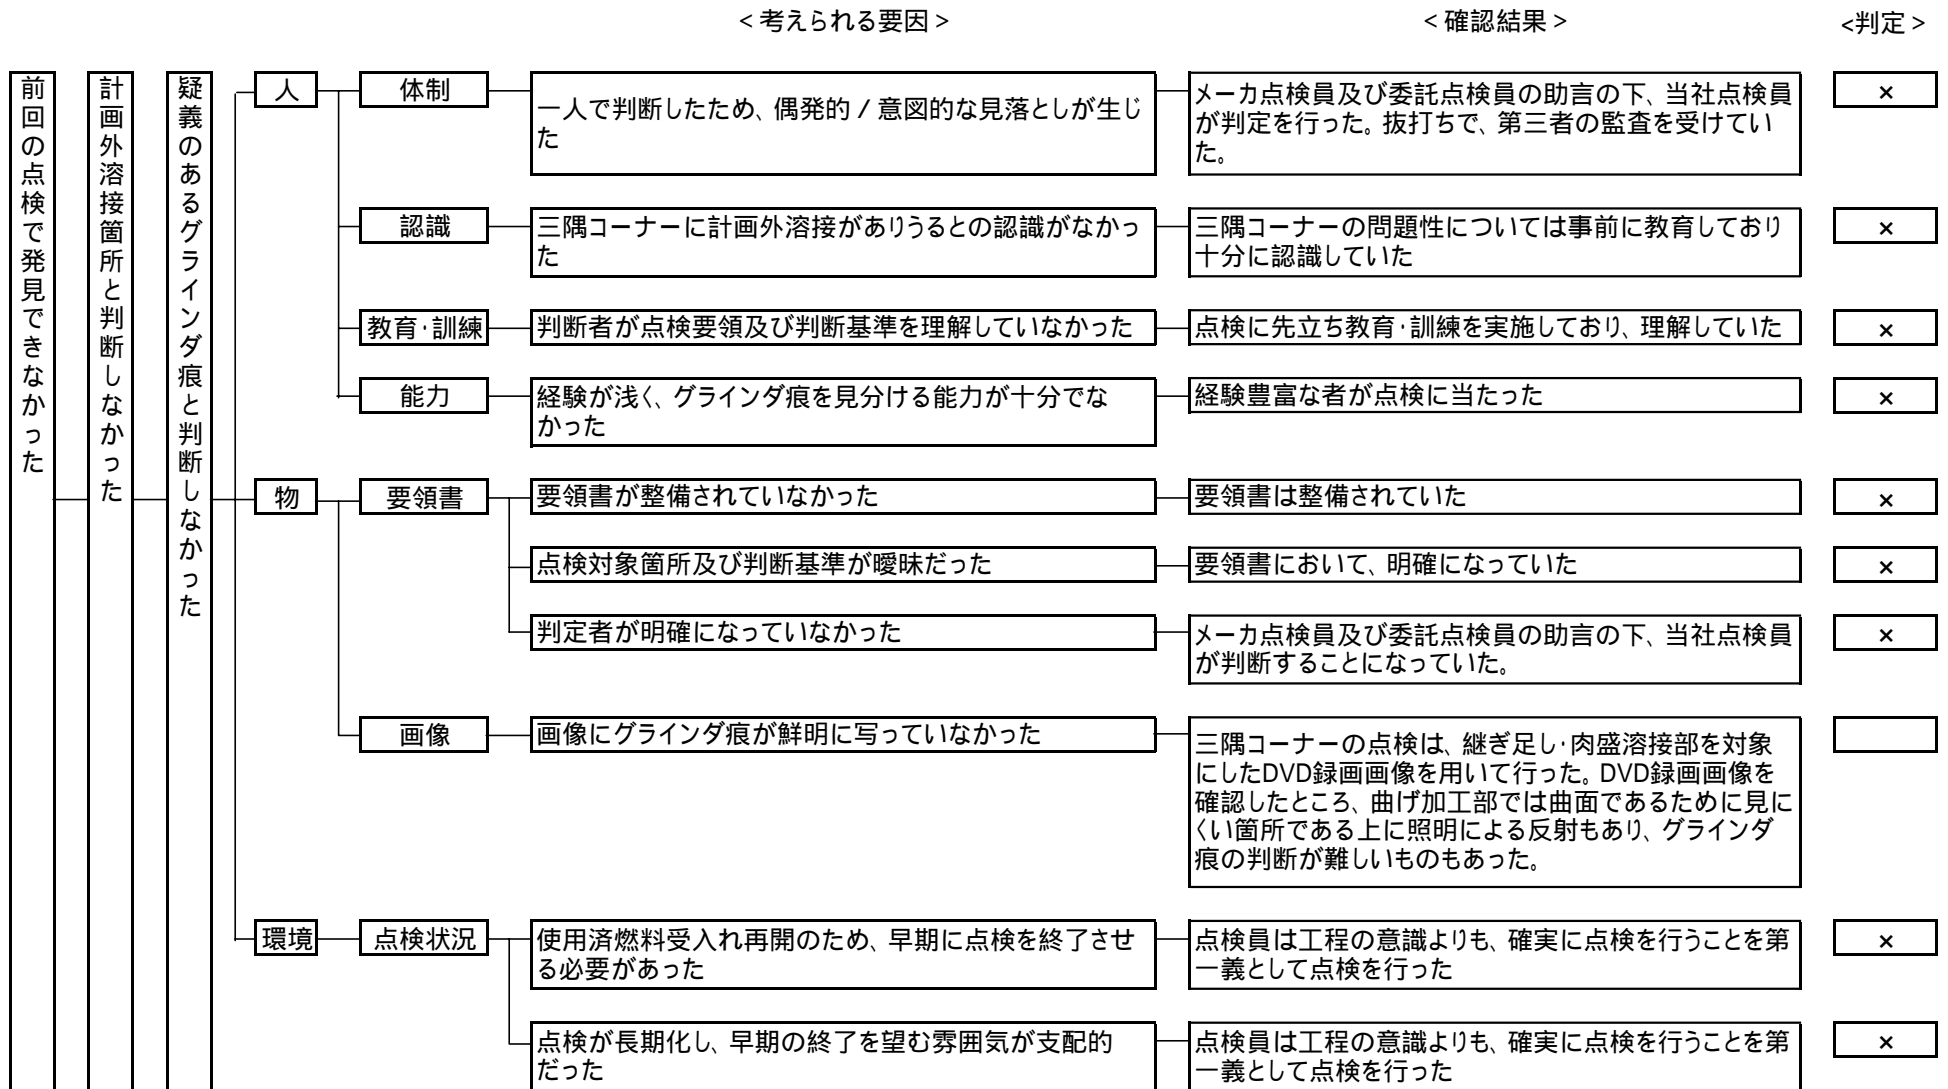 ＜考えられる要因＞
＜確認結果＞
<判定＞
前回の点検で発見できなかった
計画外溶接箇所と判断しなかった
疑義のあるグラインダ痕と判断しなかった
人
体制
一人で判断したため、偶発的／意図的な見落としが生じ
た
メーカ点検員及び委託点検員の助言の下、当社点検員
が判定を行った。抜打ちで、第三者の監査を受けてい
た。
×
認識
三隅コーナーに計画外溶接がありうるとの認識がなかっ
た
三隅コーナーの問題性については事前に教育しており
十分に認識していた
×
教育・訓練
判断者が点検要領及び判断基準を理解していなかった
点検に先立ち教育・訓練を実施しており、理解していた
×
能力
経験が浅く、グラインダ痕を見分ける能力が十分でな
かった
経験豊富な者が点検に当たった
×
物
要領書
要領書が整備されていなかった
要領書は整備されていた
×
点検対象箇所及び判断基準が曖昧だった
要領書において、明確になっていた
×
判定者が明確になっていなかった
メーカ点検員及び委託点検員の助言の下、当社点検員
が判断することになっていた。
×
画像
画像にグラインダ痕が鮮明に写っていなかった
三隅コーナーの点検は、継ぎ足し・肉盛溶接部を対象
にしたDVD録画画像を用いて行った。DVD録画画像を
確認したところ、曲げ加工部では曲面であるために見に
くい箇所である上に照明による反射もあり、グラインダ
痕の判断が難しいものもあった。
環境
点検状況
使用済燃料受入れ再開のため、早期に点検を終了させ
る必要があった
点検員は工程の意識よりも、確実に点検を行うことを第
一義として点検を行った
×
点検が長期化し、早期の終了を望む雰囲気が支配的
だった
点検員は工程の意識よりも、確実に点検を行うことを第
一義として点検を行った
×